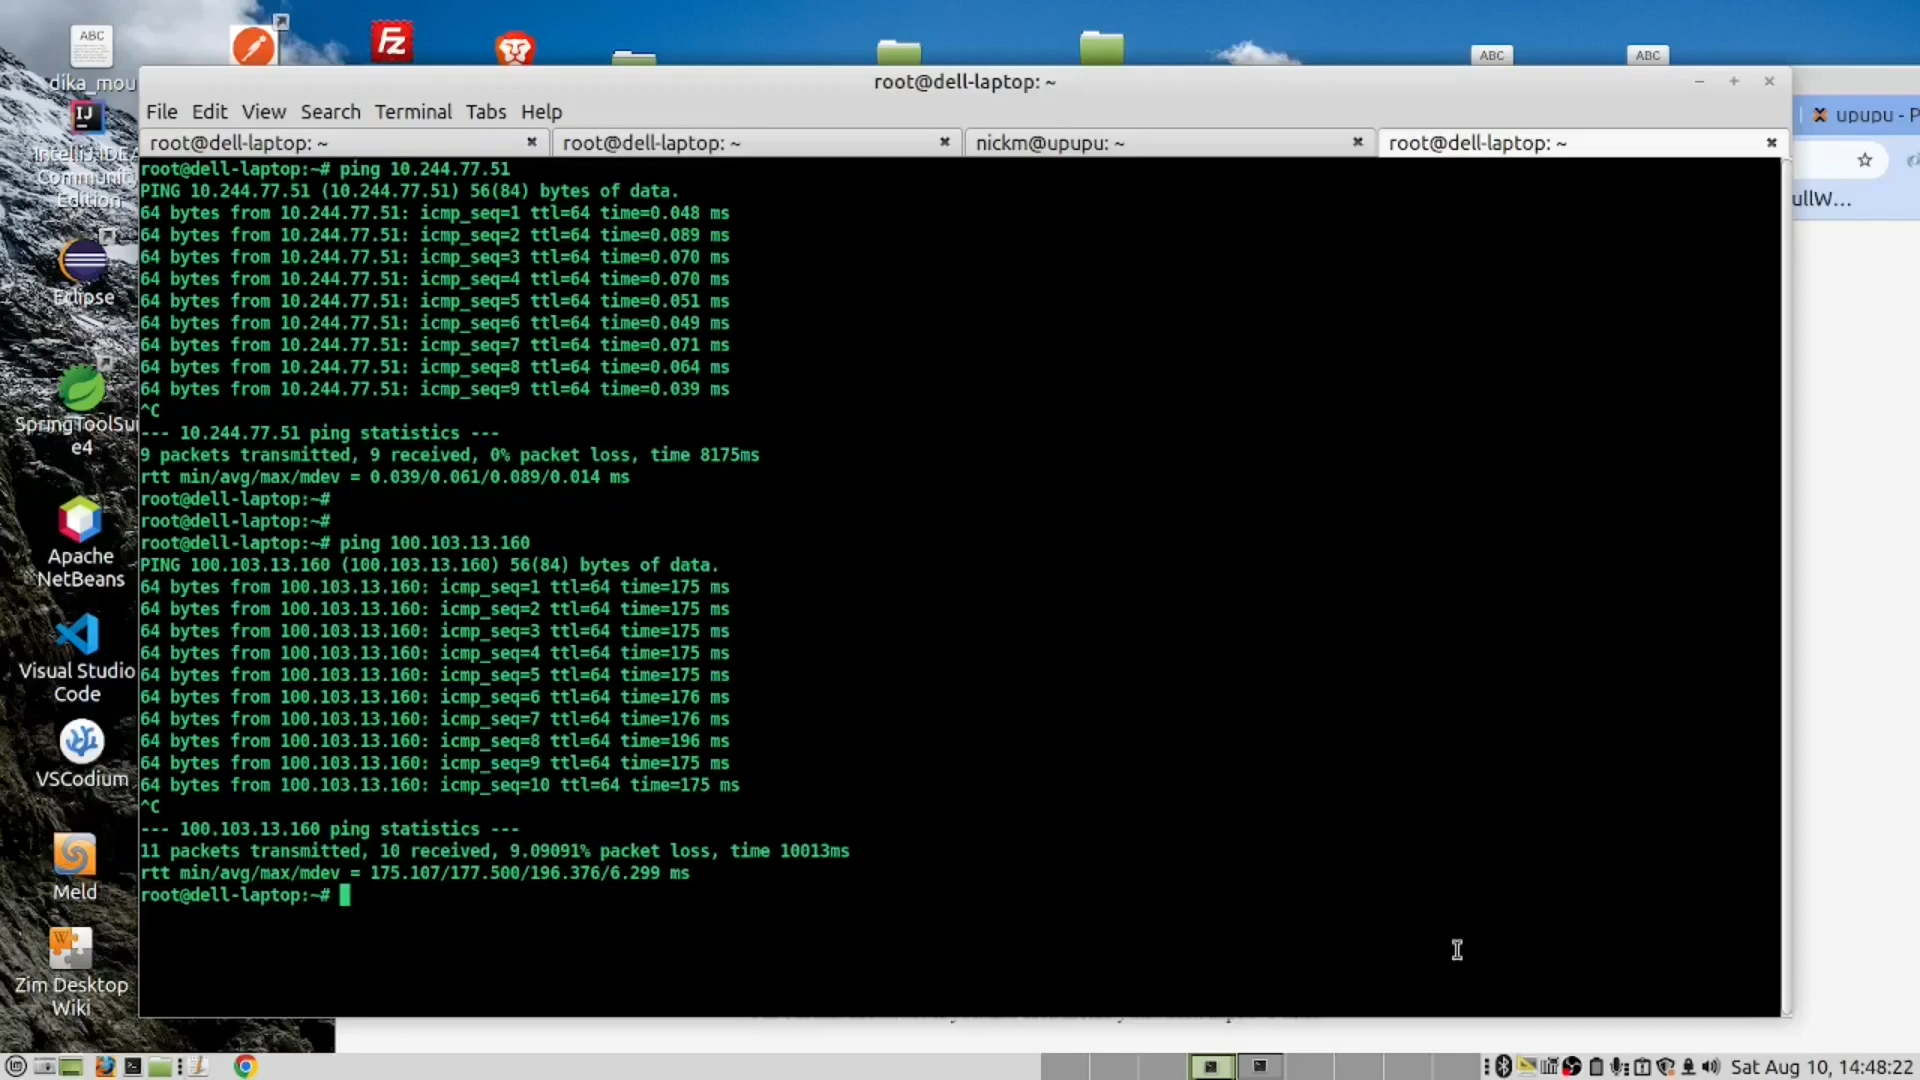 ABC
ABC
ABC
dika_mou
root@dell-laptop: ~
File Edit View Search Terminal Tabs Help
root@dell-laptop: ~
root@dell-laptop: ~
nickm@upupu: ~
root@dell-laptop: ~
upupu - P
ullW...
IJ
IntelliJ IDEA
Community
Edition
Eclipse
SpringToolSui
e4
Apache
NetBeans
Visual Studio
Code
VSCodium
Meld
Zim Desktop
Wiki
root@dell-laptop:~# ping 10.244.77.51
PING 10.244.77.51 (10.244.77.51) 56(84) bytes of data.
64 bytes from 10.244.77.51: icmp_seq=1 ttl=64 time=0.048 ms
64 bytes from 10.244.77.51: icmp_seq=2 ttl=64 time=0.089 ms
64 bytes from 10.244.77.51: icmp_seq=3 ttl=64 time=0.070 ms
64 bytes from 10.244.77.51: icmp_seq=4 ttl=64 time=0.070 ms
64 bytes from 10.244.77.51: icmp_seq=5 ttl=64 time=0.051 ms
64 bytes from 10.244.77.51: icmp_seq=6 ttl=64 time=0.049 ms
64 bytes from 10.244.77.51: icmp_seq=7 ttl=64 time=0.071 ms
64 bytes from 10.244.77.51: icmp_seq=8 ttl=64 time=0.064 ms
64 bytes from 10.244.77.51: icmp_seq=9 ttl=64 time=0.039 ms
^C
--- 10.244.77.51 ping statistics ---
9 packets transmitted, 9 received, 0% packet loss, time 8175ms
rtt min/avg/max/mdev = 0.039/0.061/0.089/0.014 ms
root@dell-laptop:~#
root@dell-laptop:~#
root@dell-laptop:~# ping 100.103.13.160
PING 100.103.13.160 (100.103.13.160) 56(84) bytes of data.
64 bytes from 100.103.13.160: icmp_seq=1 ttl=64 time=175 ms
64 bytes from 100.103.13.160: icmp_seq=2 ttl=64 time=175 ms
64 bytes from 100.103.13.160: icmp_seq=3 ttl=64 time=175 ms
64 bytes from 100.103.13.160: icmp_seq=4 ttl=64 time=175 ms
64 bytes from 100.103.13.160: icmp_seq=5 ttl=64 time=175 ms
64 bytes from 100.103.13.160: icmp_seq=6 ttl=64 time=176 ms
64 bytes from 100.103.13.160: icmp_seq=7 ttl=64 time=176 ms
64 bytes from 100.103.13.160: icmp_seq=8 ttl=64 time=196 ms
64 bytes from 100.103.13.160: icmp_seq=9 ttl=64 time=175 ms
64 bytes from 100.103.13.160: icmp_seq=10 ttl=64 time=175 ms
^C
--- 100.103.13.160 ping statistics ---
11 packets transmitted, 10 received, 9.09091% packet loss, time 10013ms
rtt min/avg/max/mdev = 175.107/177.500/196.376/6.299 ms
root@dell-laptop:~#
Sat Aug 10, 14:48:22